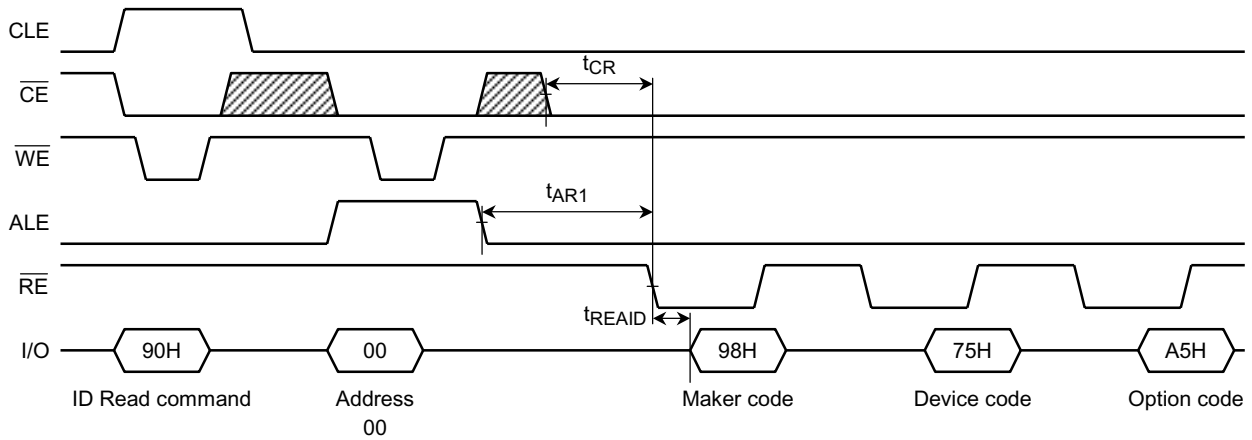 CLE
tCR
CE
WE
tAR1
ALE
RE
tREAID
I/O 90H 00 98H 75H A5H
ID Read command Address Maker code Device code Option code
00